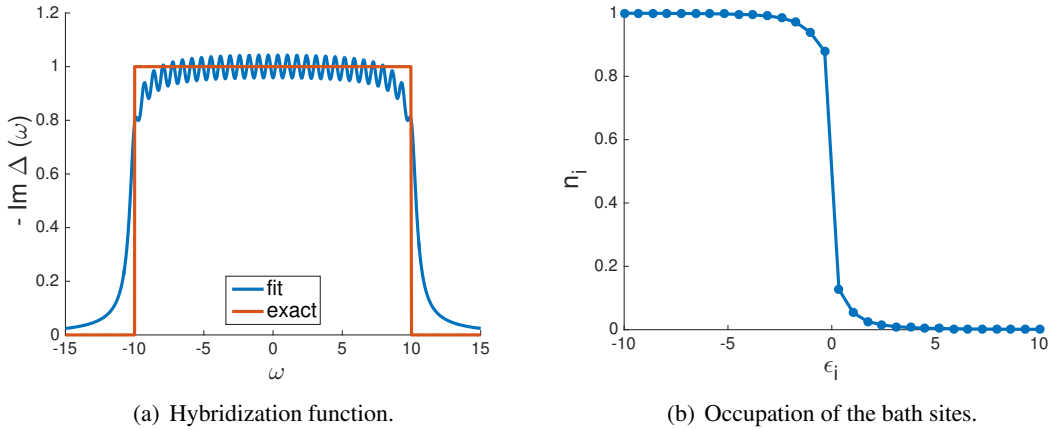 1.2
1
0.8
0.6
0.4
0.2
0
-15 -10 -5 0 5 10 15
- Im Δ (ω)
ω
fit
exact
(a) Hybridization function.
1
0.8
0.6
0.4
0.2
0
-10 -5 0 5 10
n_i
ϵ_i
(b) Occupation of the bath sites.